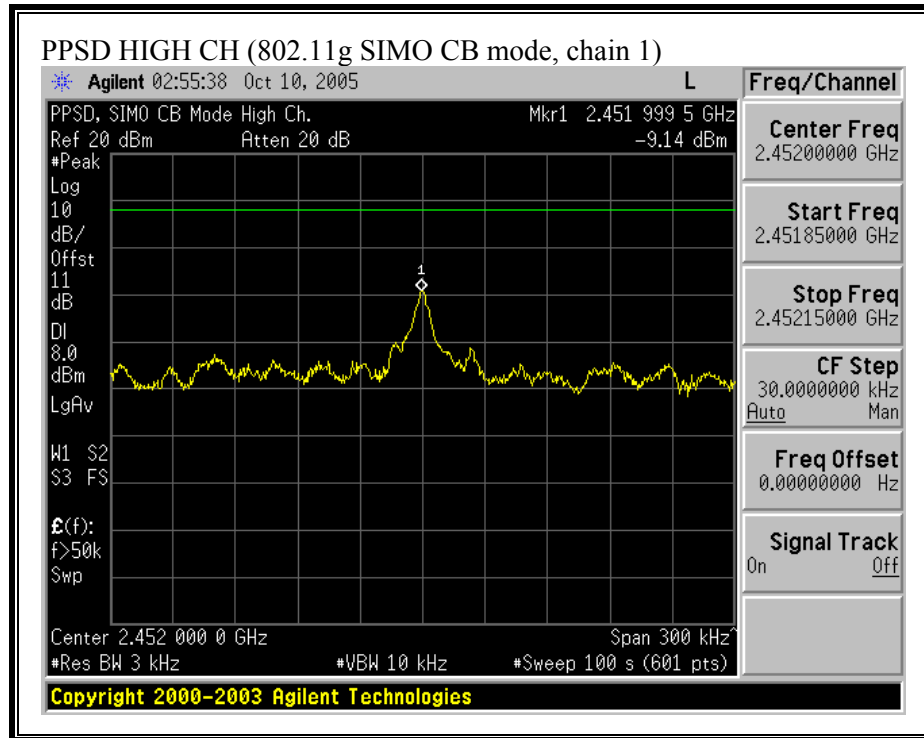 PPSD HIGH CH (802.11g SIMO CB mode, chain 1)
Agilent 02:55:38 Oct 10, 2005 L
PPSD, SIMO CB Mode High Ch. Mkr1 2.451 999 5 GHz
Ref 20 dBm Atten 20 dB -9.14 dBm
#Peak
Log
10
dB/
Offst
11
dB
DI
8.0
dBm
LgAv
W1 S2
S3 FS
£(f):
f>50k
Swp
1
Center 2.452 000 0 GHz Span 300 kHz^
#Res BW 3 kHz #VBW 10 kHz #Sweep 100 s (601 pts)
Copyright 2000-2003 Agilent Technologies
Freq/Channel
Center Freq
2.45200000 GHz
Start Freq
2.45185000 GHz
Stop Freq
2.45215000 GHz
CF Step
30.0000000 kHz
Auto Man
Freq Offset
0.00000000 Hz
Signal Track
On Off